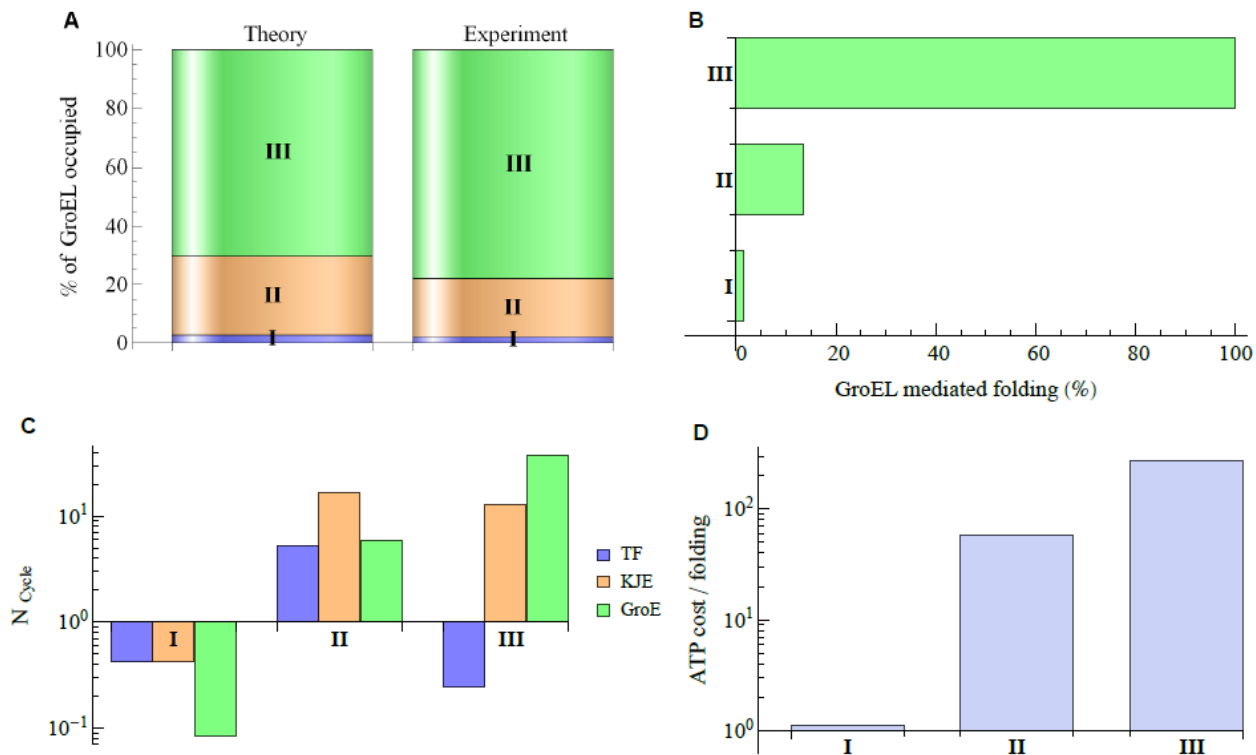 A
Theory Experiment
% of GroEL occupied
100
80
60
40
20
0
III
II
I
III
II
I
B
III
II
I
0 20 40 60 80 100
GroEL mediated folding (%)
C
N Cycle
10^1
10^0
10^-1
I
II
III
TF
KJE
GroE
D
ATP cost / folding
10^2
10^1
10^0
I II III